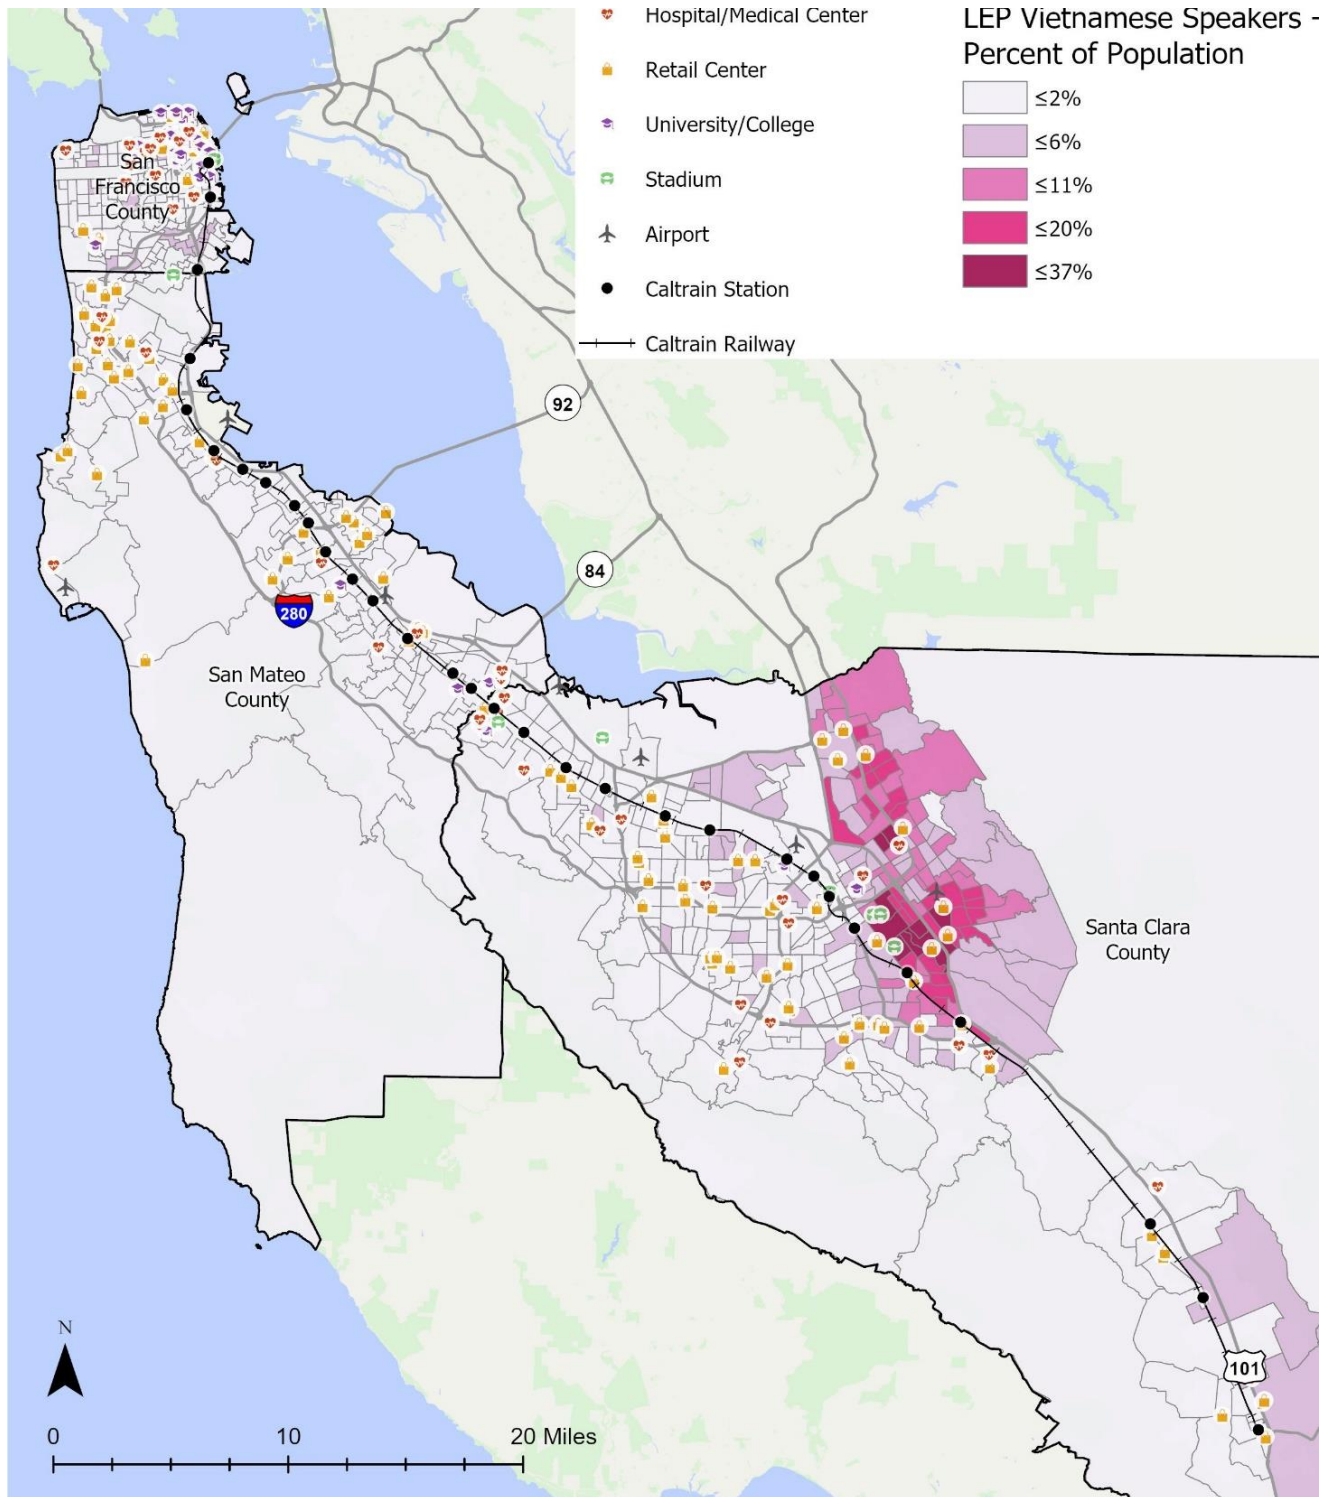 Hospital/Medical Center
Retail Center
University/College
Stadium
Airport
Caltrain Station
Caltrain Railway
LEP Vietnamese Speakers -
Percent of Population
≤2%
≤6%
≤11%
≤20%
≤37%
San
Francisco
County
92
84
280
San Mateo
County
Santa Clara
County
101
N
0 10 20 Miles